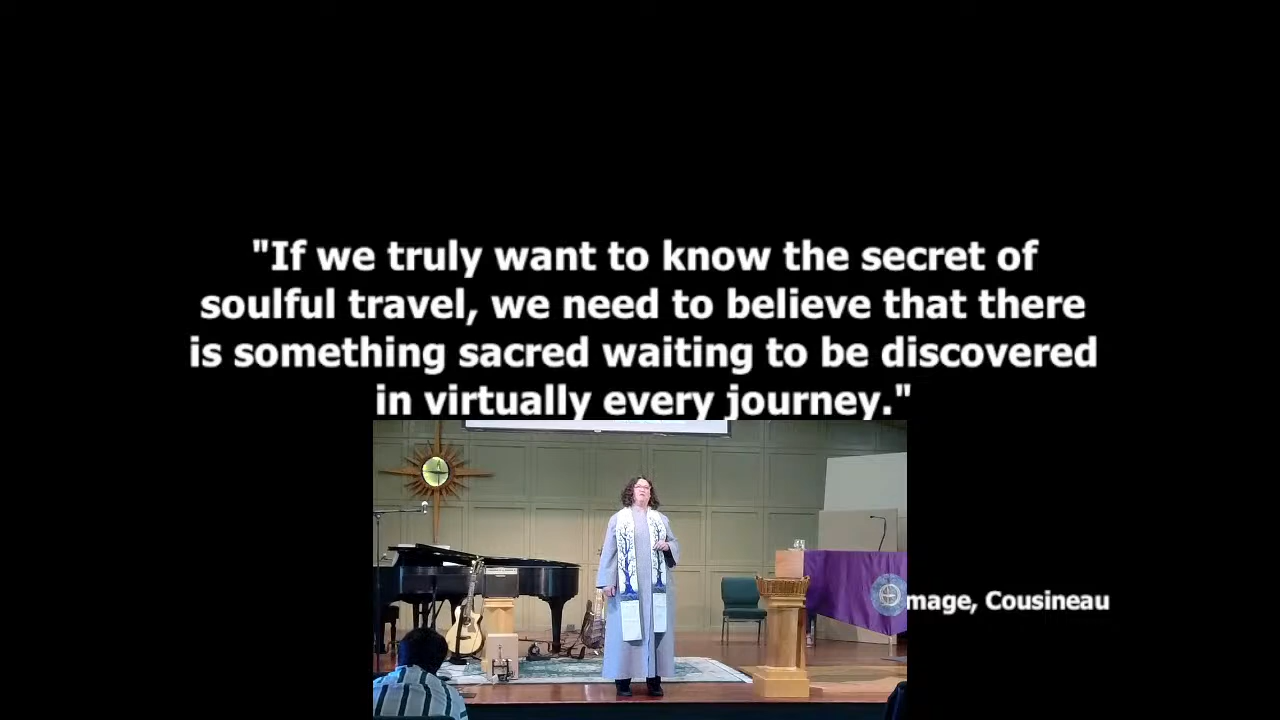 "If we truly want to know the secret of
soulful travel, we need to believe that there
is something sacred waiting to be discovered
in virtually every journey."
mage, Cousineau